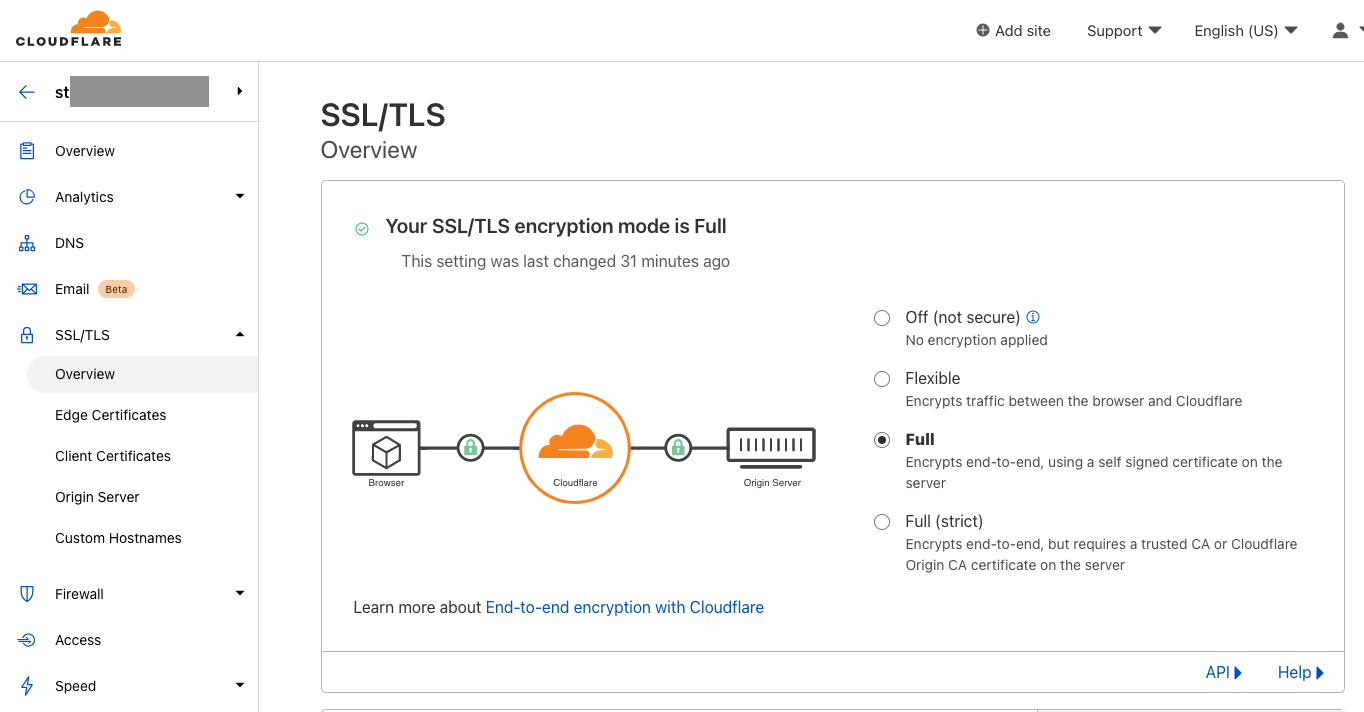 CLOUDFLARE
Add site
Support
English (US)
st
Overview
Analytics
DNS
Email Beta
SSL/TLS
Overview
Edge Certificates
Client Certificates
Origin Server
Custom Hostnames
Firewall
Access
Speed
SSL/TLS
Overview
Your SSL/TLS encryption mode is Full
This setting was last changed 31 minutes ago
Browser
Cloudflare
Origin Server
Off (not secure)
No encryption applied
Flexible
Encrypts traffic between the browser and Cloudflare
Full
Encrypts end-to-end, using a self signed certificate on the
server
Full (strict)
Encrypts end-to-end, but requires a trusted CA or Cloudflare
Origin CA certificate on the server
Learn more about End-to-end encryption with Cloudflare
API
Help